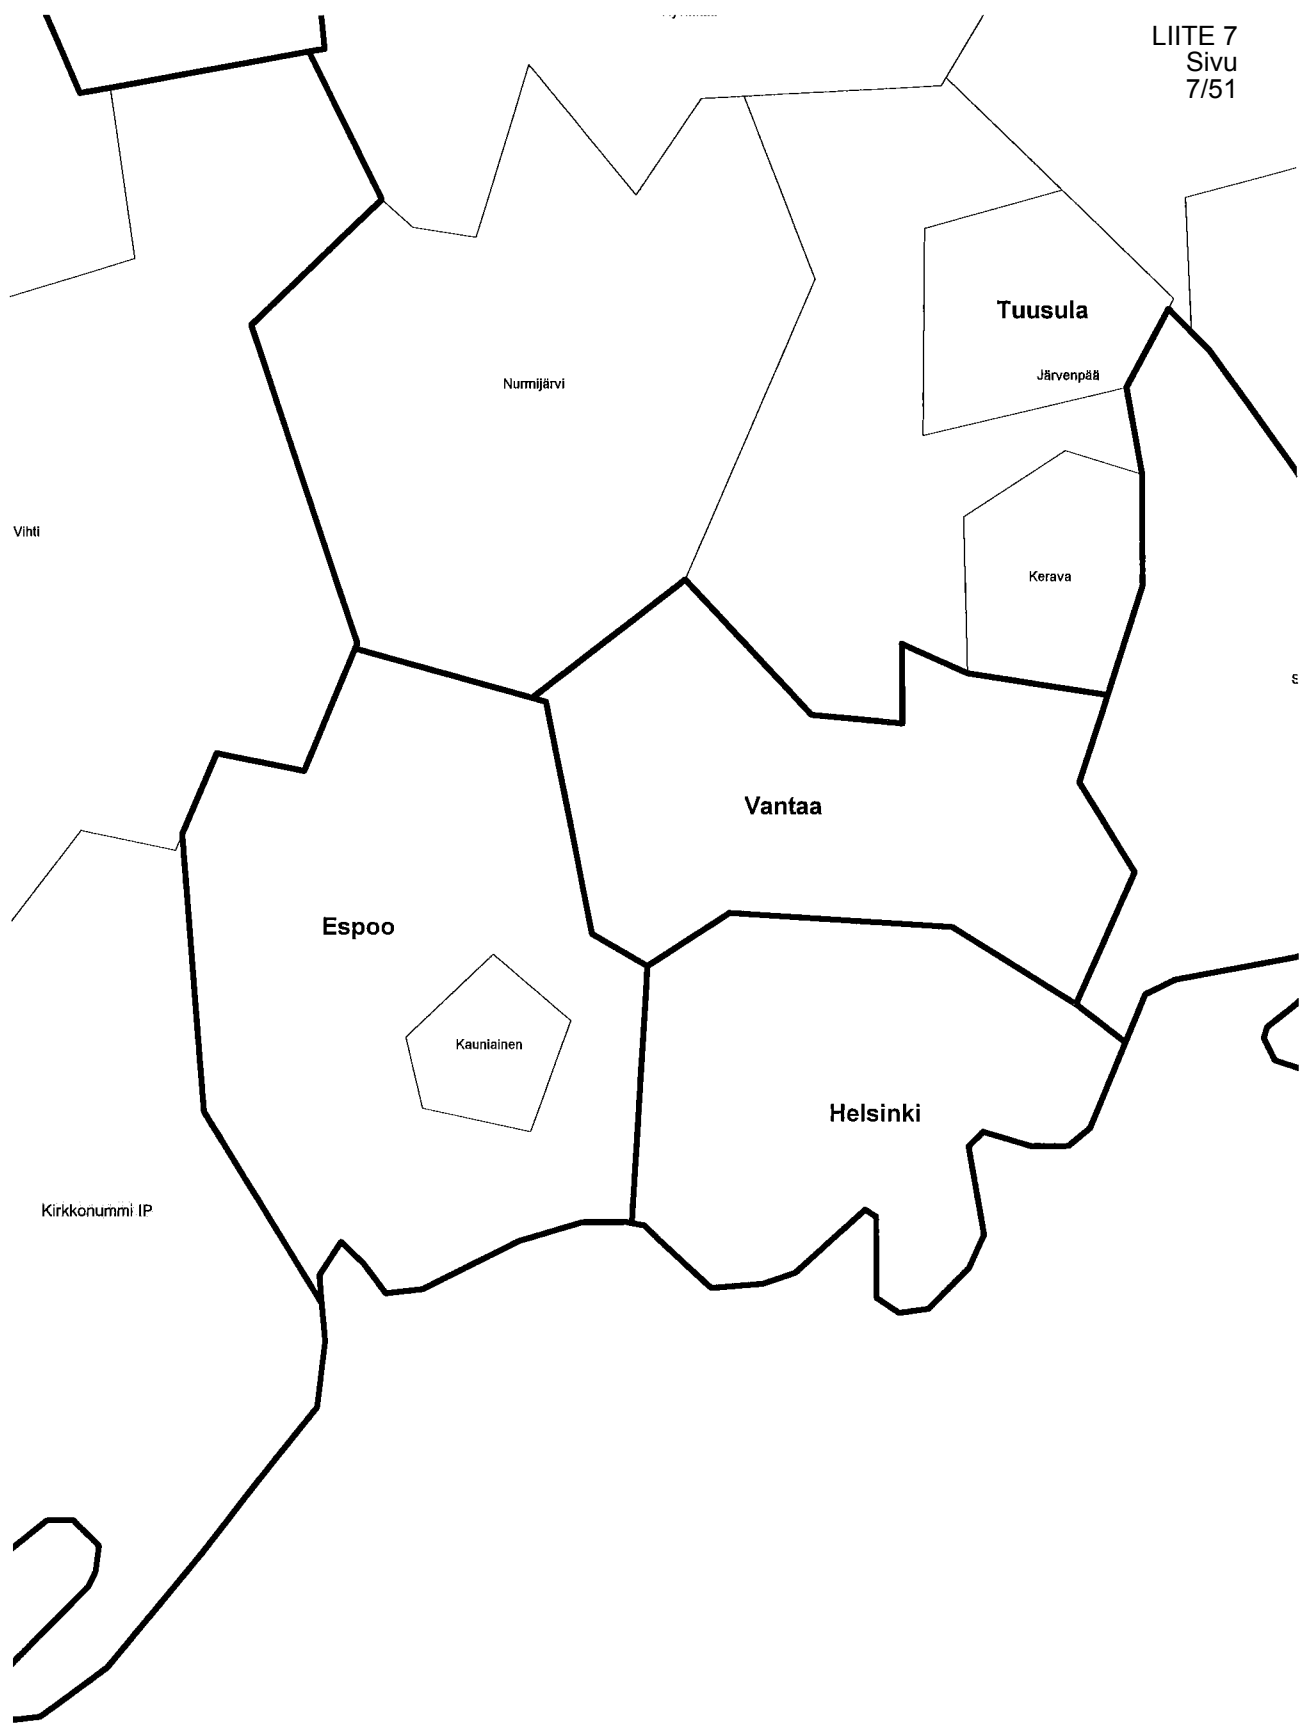 LIITE 7
Sivu
7/51
Tuusula
Järvenpää
Nurmijärvi
Vihti
Kerava
Vantaa
Espoo
Kauniainen
Helsinki
Kirkkonummi IP